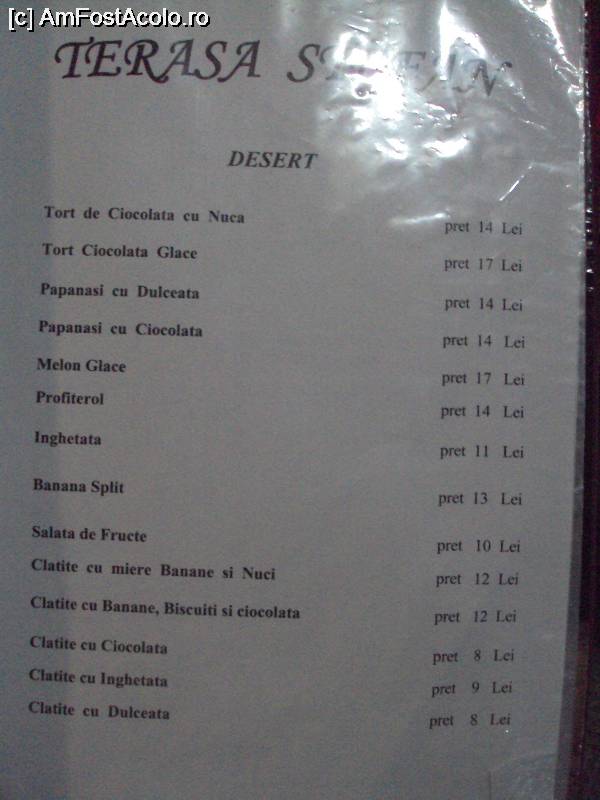 [c] AmFostAcolo.ro
TERASA
DESERT
Tort de Ciocolata cu Nuca pret 14 Lei
Tort Ciocolata Glace pret 17 Lei
Papanasi cu Dulceata pret 14 Lei
Papanasi cu Ciocolata pret 14 Lei
Melon Glace pret 17 Lei
Profiterol pret 14 Lei
Inghetata pret 11 Lei
Banana Split pret 13 Lei
Salata de Fructe pret 10 Lei
Clatite cu miere Banane si Nuci pret 12 Lei
Clatite cu Banane, Biscuiti si ciocolata pret 12 Lei
Clatite cu Ciocolata pret 8 Lei
Clatite cu Inghetata pret 9 Lei
Clatite cu Dulceata pret 8 Lei